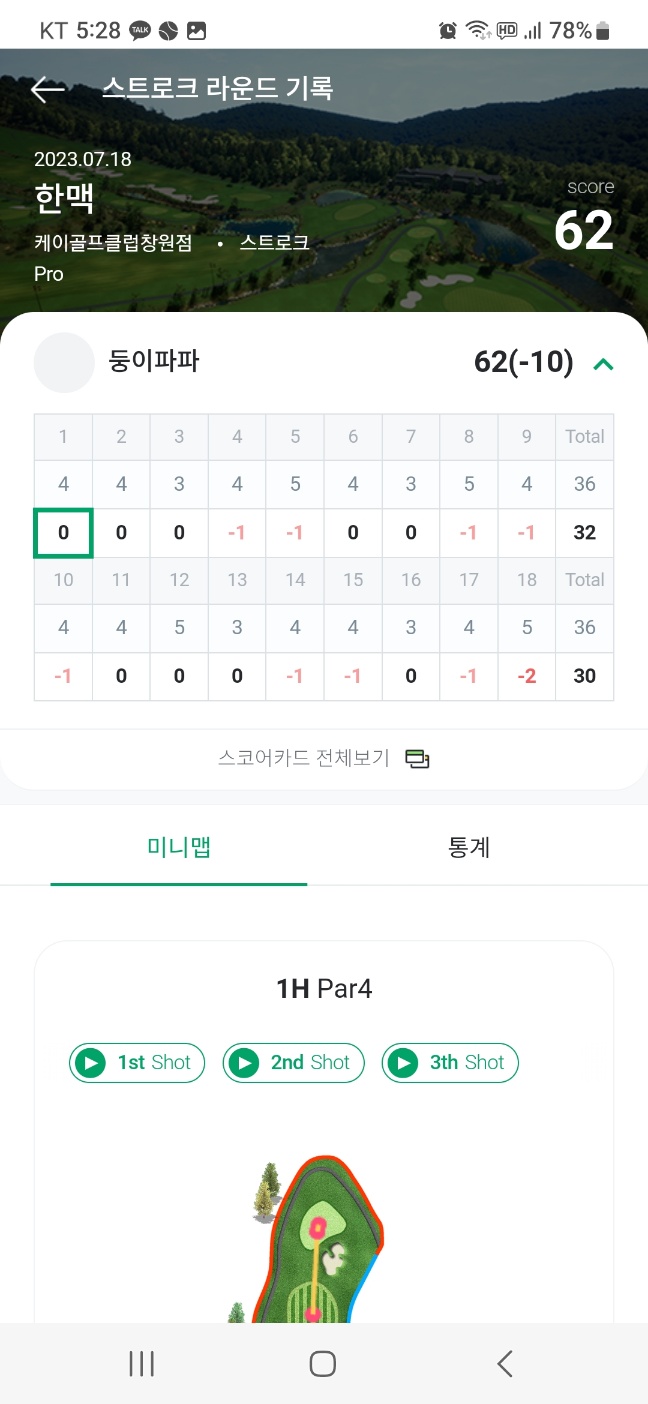 KT 5:28 TALK HD 78%
스트로크 라운드 기록
2023.07.18
한맥
score
62
케이골프클럽창원점 • 스트로크
Pro
둥이파파 62(-10)
1 2 3 4 5 6 7 8 9 Total
4 4 3 4 5 4 3 5 4 36
0 0 0 -1 -1 0 0 -1 -1 32
10 11 12 13 14 15 16 17 18 Total
4 4 5 3 4 4 3 4 5 36
-1 0 0 0 -1 -1 0 -1 -2 30
스코어카드 전체보기
미니맵 통계
1H Par4
1st Shot 2nd Shot 3th Shot